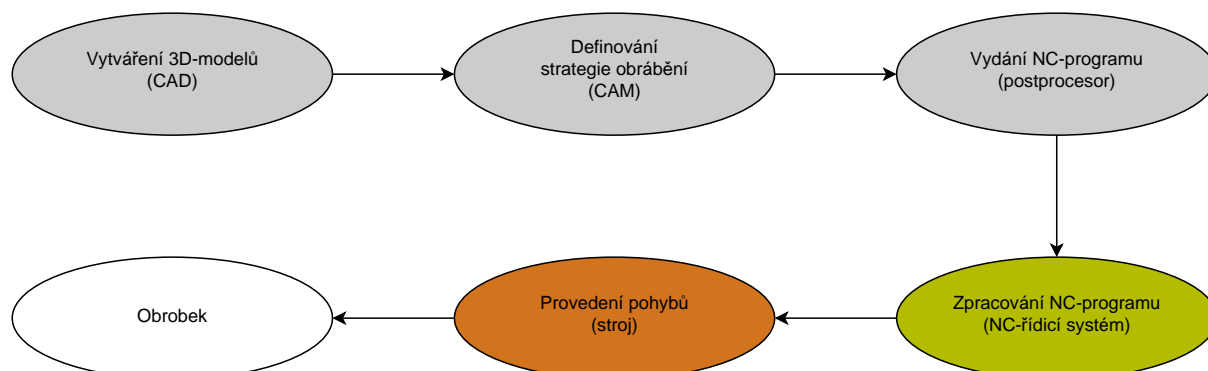 Vytváření 3D-modelů
(CAD)
Definování
strategie obrábění
(CAM)
Vydání NC-programu
(postprocesor)
Zpracování NC-programu
(NC-řídicí systém)
Provedení pohybů
(stroj)
Obrobek